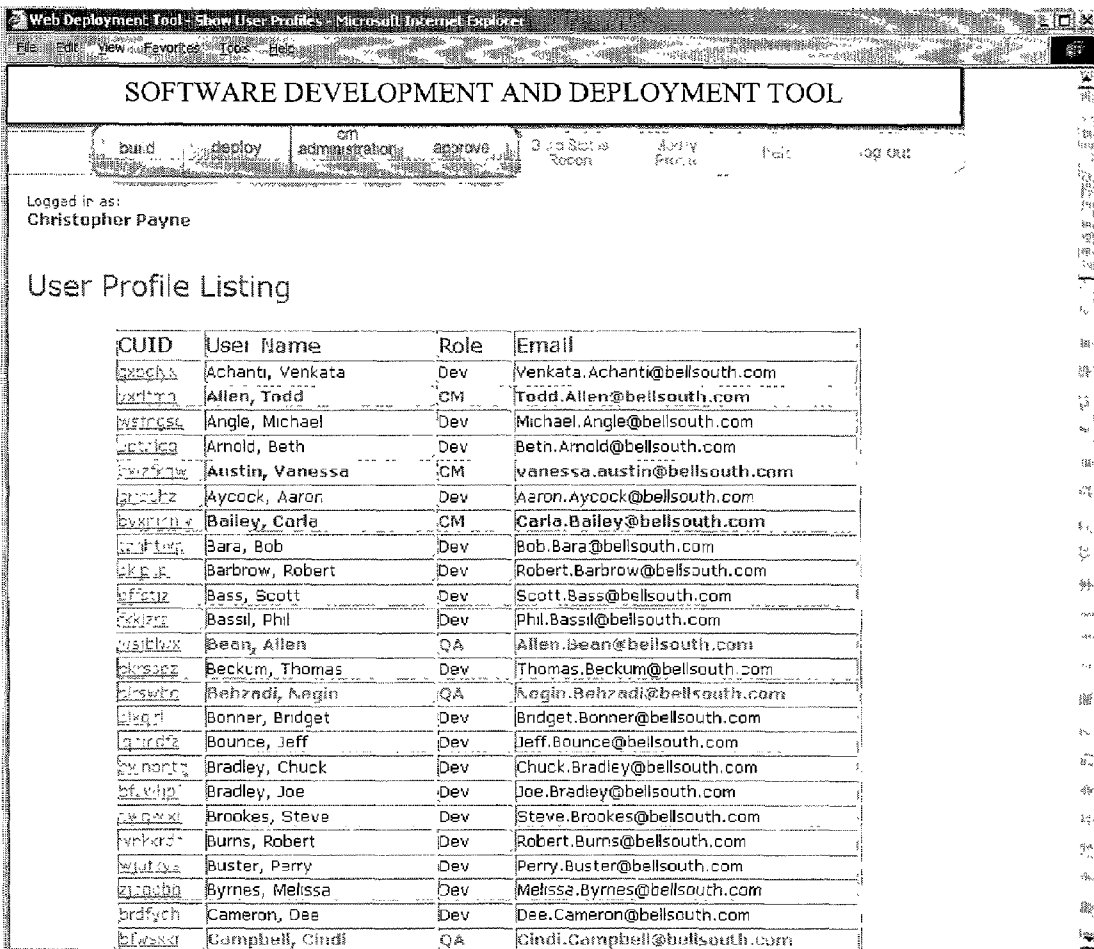 Web Deployment Tool - Show User Profiles - Microsoft Internet Explorer
File Edit View Favorites Tools Help
SOFTWARE DEVELOPMENT AND DEPLOYMENT TOOL
build deploy cm administration approve Log Out
Logged in as:
Christopher Payne
User Profile Listing
CUID User Name Role Email
Achanti, Venkata Dev Venkata.Achanti@bellsouth.com
Allen, Todd CM Todd.Allen@bellsouth.com
Angle, Michael Dev Michael.Angle@bellsouth.com
Arnold, Beth Dev Beth.Arnold@bellsouth.com
Austin, Vanessa CM vanessa.austin@bellsouth.com
Aycock, Aaron Dev Aaron.Aycock@bellsouth.com
Bailey, Carla CM Carla.Bailey@bellsouth.com
Bara, Bob Dev Bob.Bara@bellsouth.com
Barbrow, Robert Dev Robert.Barbrow@bellsouth.com
Bass, Scott Dev Scott.Bass@bellsouth.com
Bassil, Phil Dev Phil.Bassil@bellsouth.com
Bean, Allen QA Allen.Bean@bellsouth.com
Beckum, Thomas Dev Thomas.Beckum@bellsouth.com
Behzadi, Negin QA Negin.Behzadi@bellsouth.com
Bonner, Bridget Dev Bridget.Bonner@bellsouth.com
Bounce, Jeff Dev Jeff.Bounce@bellsouth.com
Bradley, Chuck Dev Chuck.Bradley@bellsouth.com
Bradley, Joe Dev Joe.Bradley@bellsouth.com
Brookes, Steve Dev Steve.Brookes@bellsouth.com
Burns, Robert Dev Robert.Burns@bellsouth.com
Buster, Perry Dev Perry.Buster@bellsouth.com
Byrnes, Melissa Dev Melissa.Byrnes@bellsouth.com
brdfych Cameron, Dee Dev Dee.Cameron@bellsouth.com
Campbell, Cindi QA Cindi.Campbell@bellsouth.com